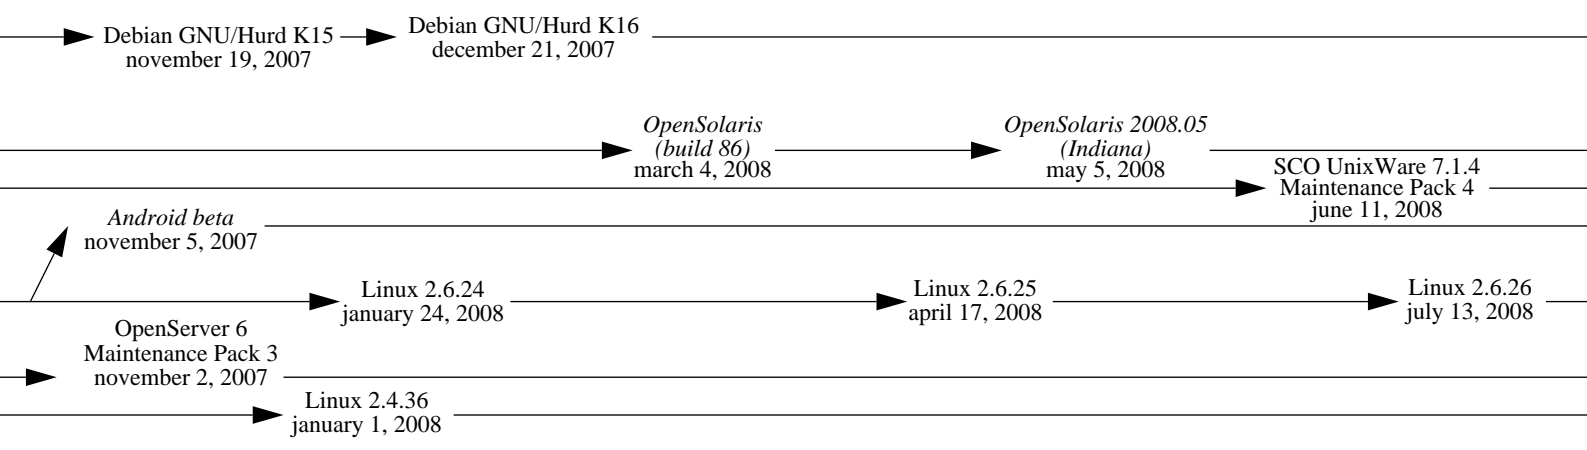 Debian GNU/Hurd K15
november 19, 2007
Debian GNU/Hurd K16
december 21, 2007
OpenSolaris
(build 86)
march 4, 2008
OpenSolaris 2008.05
(Indiana)
may 5, 2008
SCO UnixWare 7.1.4
Maintenance Pack 4
june 11, 2008
Android beta
november 5, 2007
Linux 2.6.24
january 24, 2008
Linux 2.6.25
april 17, 2008
Linux 2.6.26
july 13, 2008
OpenServer 6
Maintenance Pack 3
november 2, 2007
Linux 2.4.36
january 1, 2008